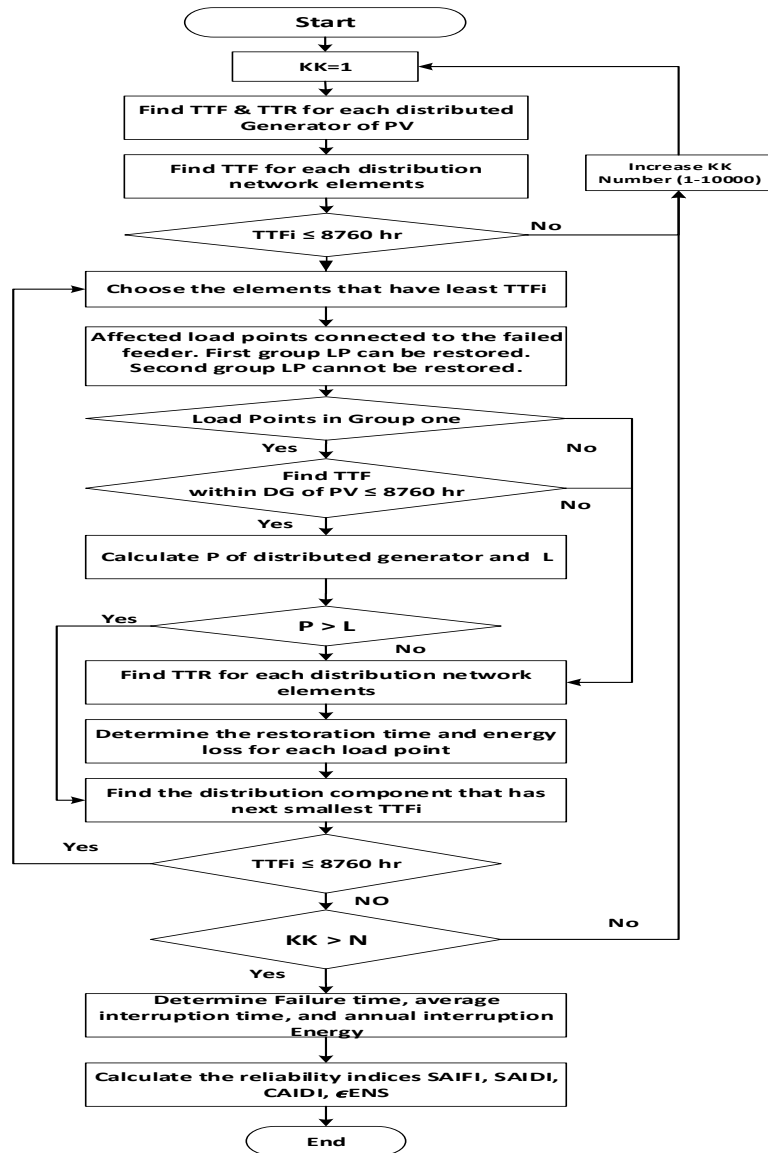 Start
KK=1
Find TTF & TTR for each distributed
Generator of PV
Increase KK
Number (1-10000)
Find TTF for each distribution
network elements
No
TTFi ≤ 8760 hr
Choose the elements that have least TTFi
Affected load points connected to the failed
feeder. First group LP can be restored.
Second group LP cannot be restored.
Load Points in Group one
Yes
No
Find TTF
within DG of PV ≤ 8760 hr
No
Yes
Calculate P of distributed generator and L
Yes
P > L
No
Find TTR for each distribution network
elements
Determine the restoration time and energy
loss for each load point
Find the distribution component that has
next smallest TTFi
Yes
TTFi ≤ 8760 hr
NO
No
KK > N
Yes
Determine Failure time, average
interruption time, and annual interruption
Energy
Calculate the reliability indices SAIFI, SAIDI,
CAIDI, ϵENS
End